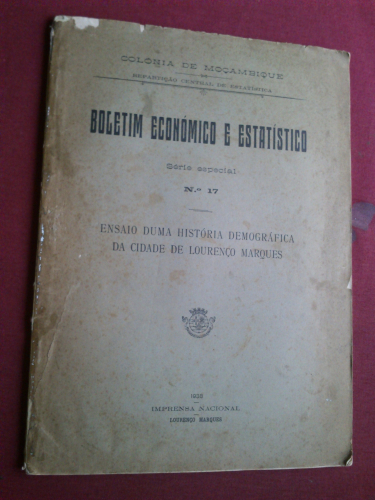 COLONIA DE MOÇAMBIQUE
REPARTIÇÃO CENTRAL DE ESTATÍSTICA
BOLETIM ECONÓMICO E ESTATÍSTICO
Série especial
N.º 17
ENSAIO DUMA HISTÓRIA DEMOGRÁFICA
DA CIDADE DE LOURENÇO MARQUES
IMPRENSA NACIONAL
LOURENÇO MARQUES